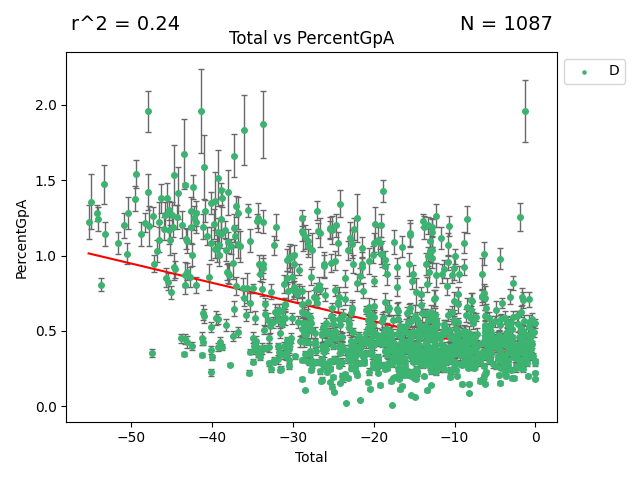 r^2 = 0.24
N = 1087
Total vs PercentGpA
D
PercentGpA
2.0
1.5
1.0
0.5
0.0
−50
−40
−30
−20
−10
0
Total